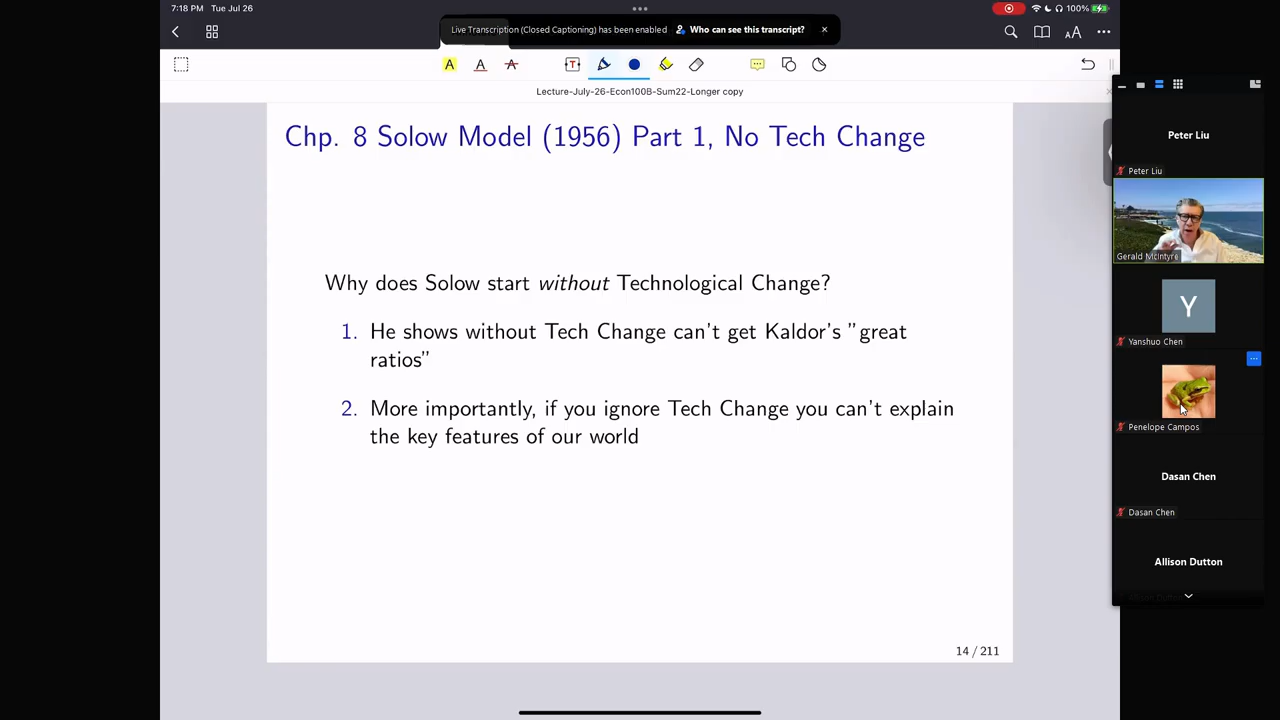 7:18 PM Tue Jul 26
100%
Live Transcription (Closed Captioning) has been enabled Who can see this transcript?
A A A T AA
Lecture-July-26-Econ100B-Sum22-Longer copy
Chp. 8 Solow Model (1956) Part 1, No Tech Change
Why does Solow start without Technological Change?
1. He shows without Tech Change can't get Kaldor's "great
ratios"
2. More importantly, if you ignore Tech Change you can't explain
the key features of our world
14 / 211
Peter Liu
Peter Liu
Gerald McIntyre
Y
Yanshuo Chen
Penelope Campos
Dasan Chen
Dasan Chen
Allison Dutton